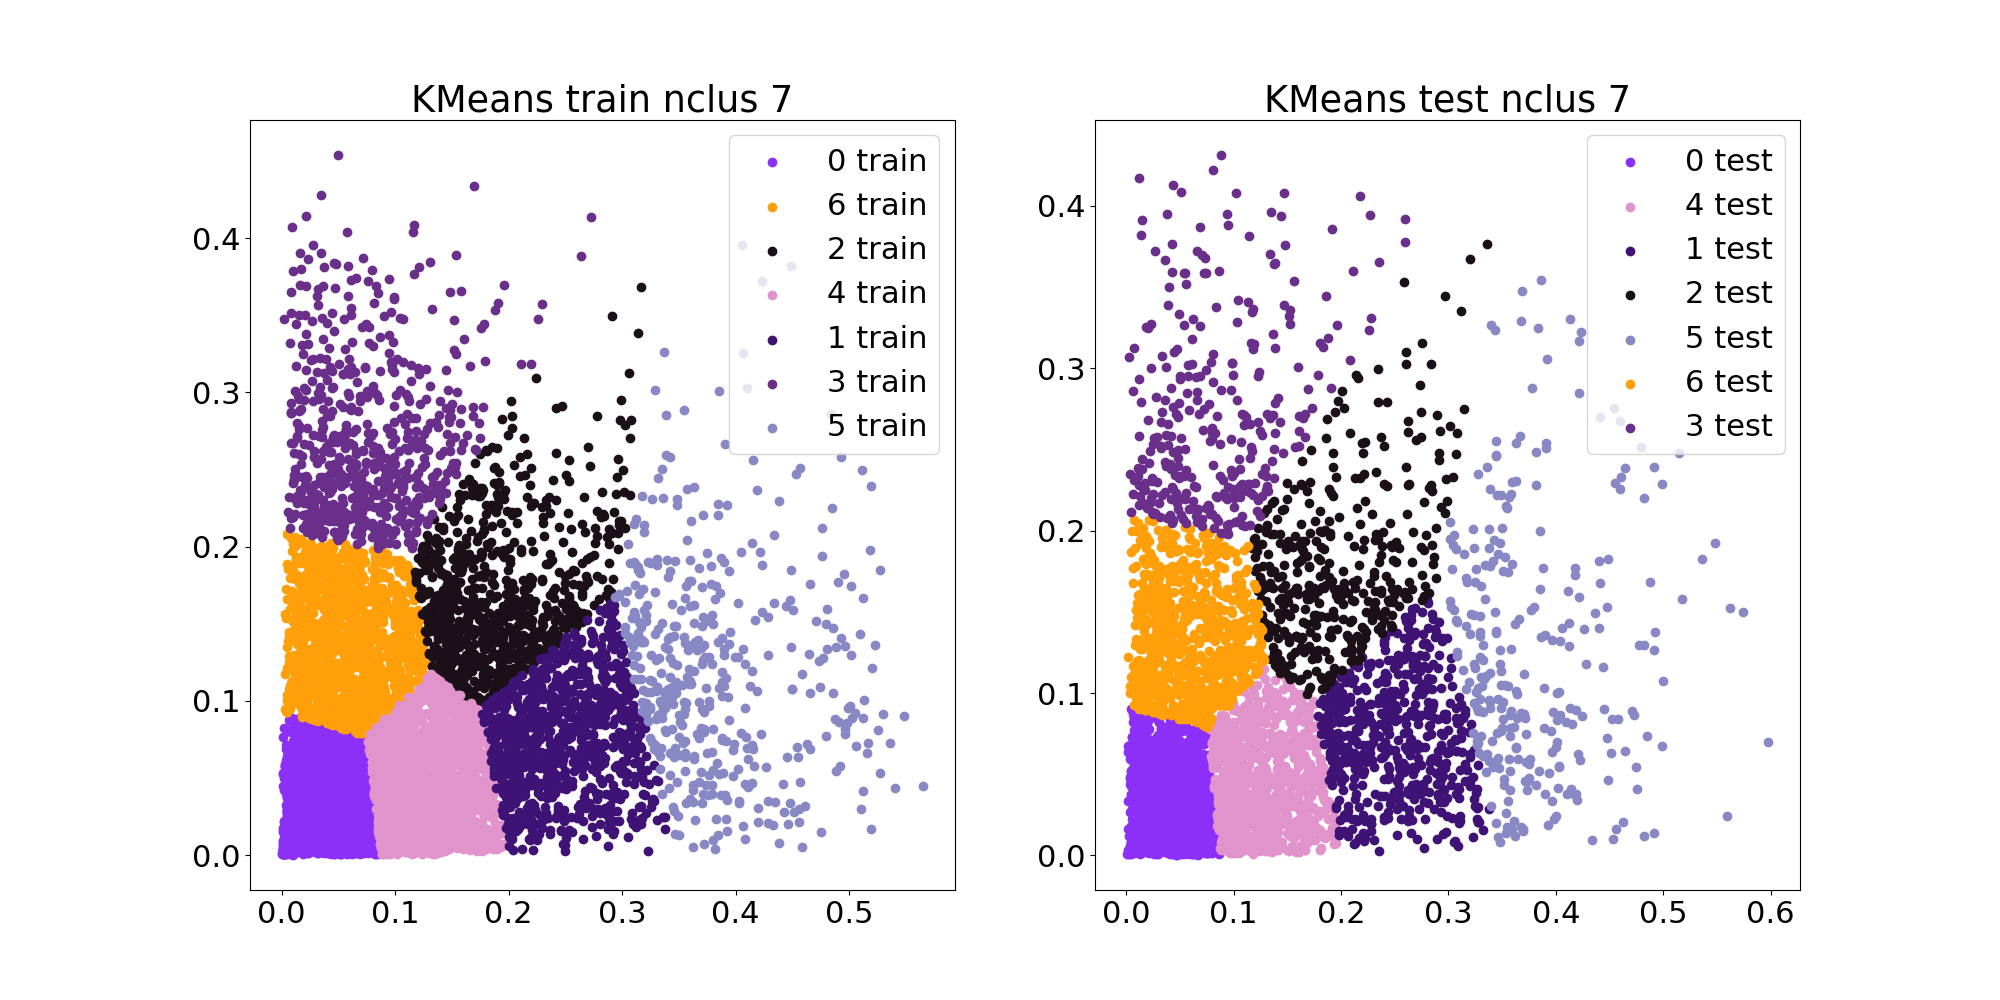 KMeans train nclus 7
0 train
6 train
2 train
4 train
1 train
3 train
5 train
0.4
0.3
0.2
0.1
0.0
0.0 0.1 0.2 0.3 0.4 0.5
KMeans test nclus 7
0 test
4 test
1 test
2 test
5 test
6 test
3 test
0.4
0.3
0.2
0.1
0.0
0.0 0.1 0.2 0.3 0.4 0.5 0.6